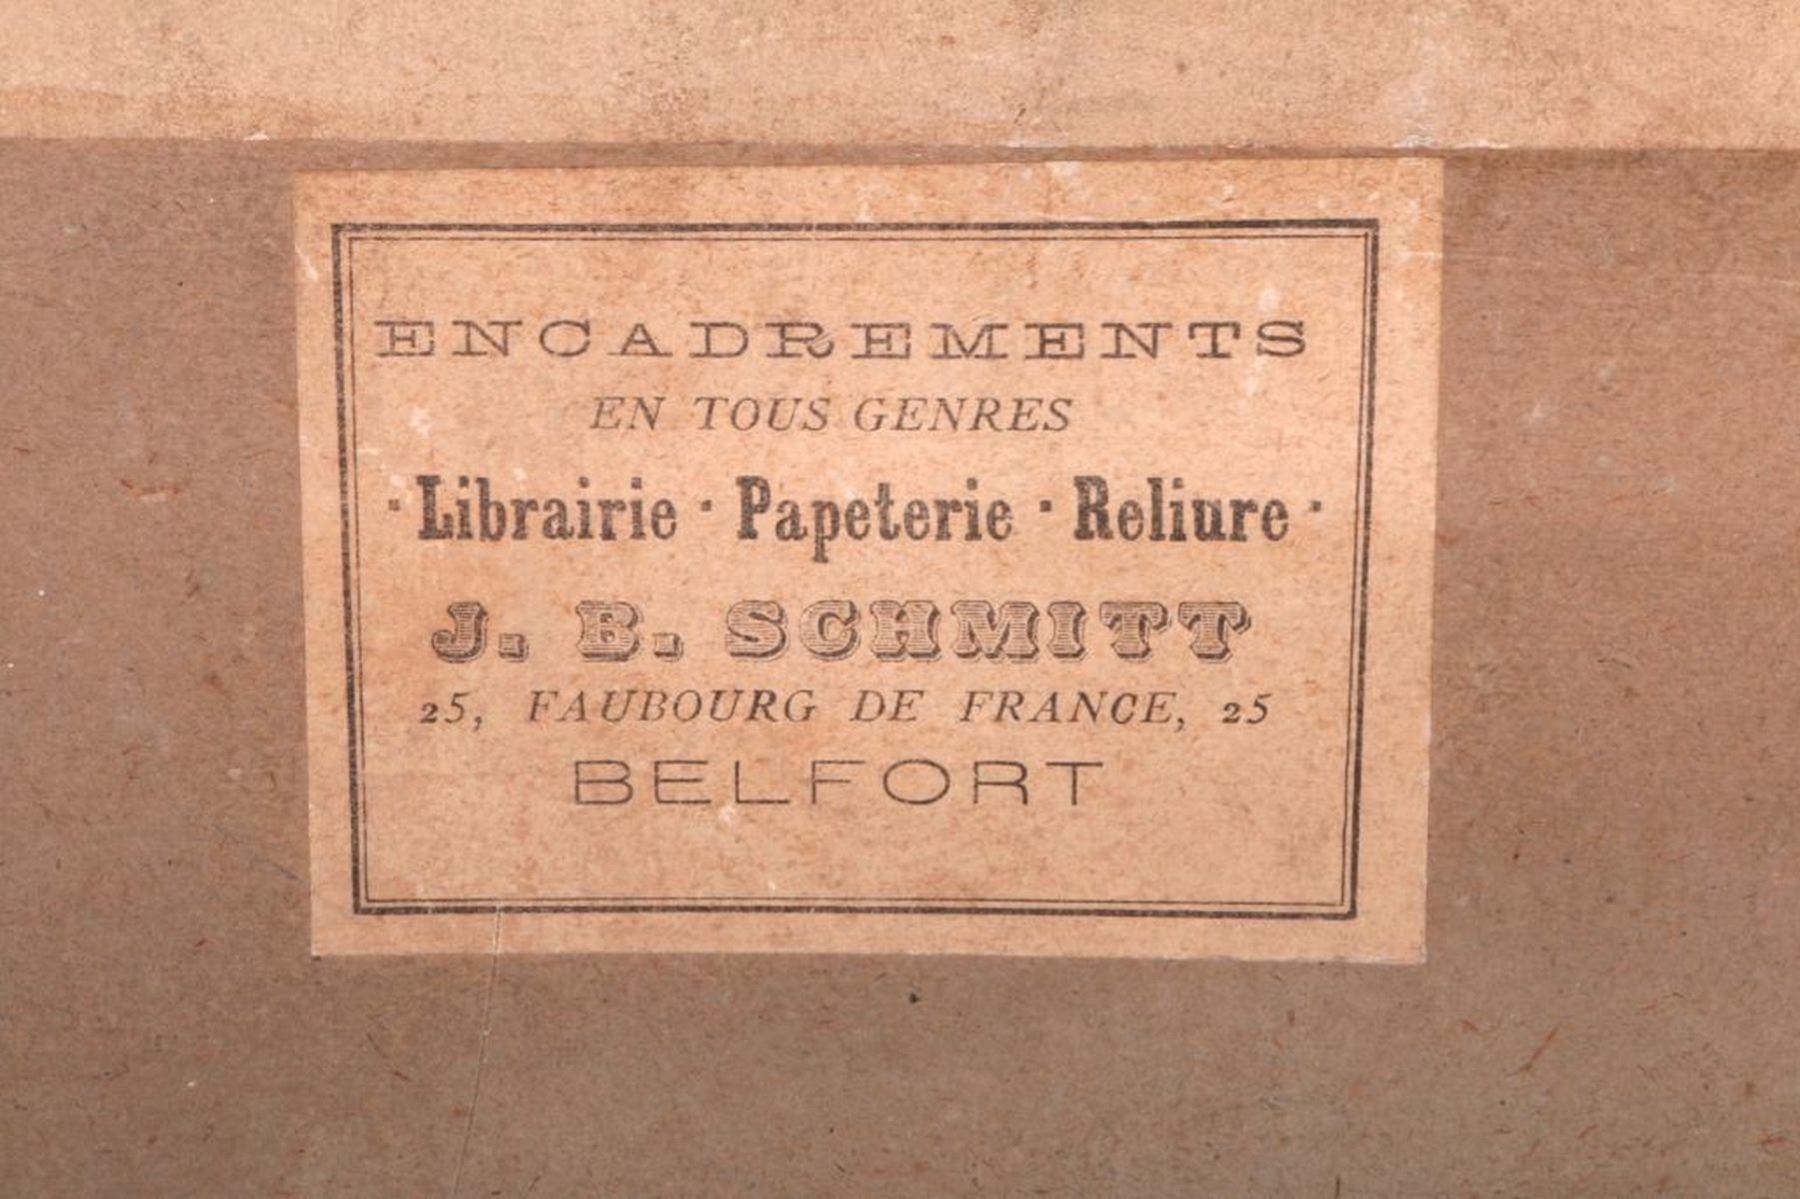 ENCADREMENTS
EN TOUS GENRES
· Librairie · Papeterie · Reliure ·
J. B. SCHMITT
25, FAUBOURG DE FRANCE, 25
BELFORT